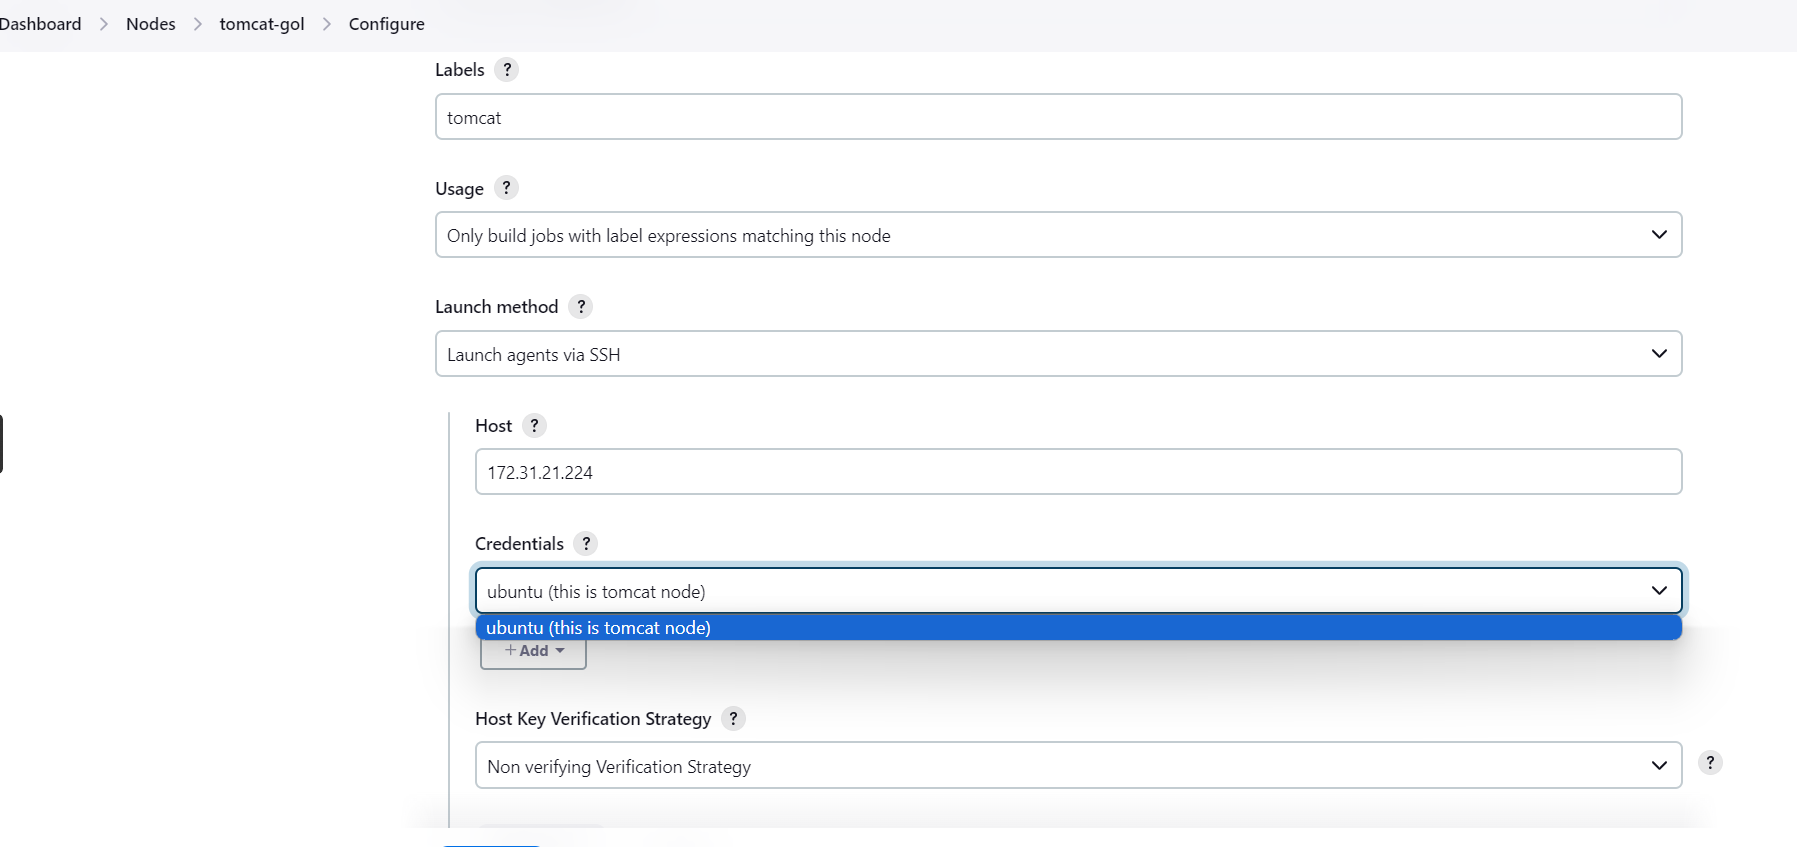 Dashboard > Nodes > tomcat-gol > Configure
Labels ?
tomcat
Usage ?
Only build jobs with label expressions matching this node
Launch method ?
Launch agents via SSH
Host ?
172.31.21.224
Credentials ?
ubuntu (this is tomcat node)
ubuntu (this is tomcat node)
+ Add
Host Key Verification Strategy ?
Non verifying Verification Strategy
?